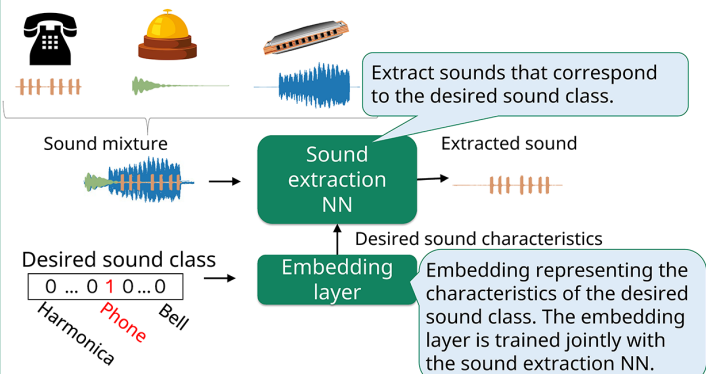 Extract sounds that correspond
to the desired sound class.
Sound mixture
Sound
extraction
NN
Extracted sound
Desired sound characteristics
Desired sound class
0 ... 0 1 0...0
Harmonica
Phone
Bell
Embedding
layer
Embedding representing the
characteristics of the desired
sound class. The embedding
layer is trained jointly with
the sound extraction NN.